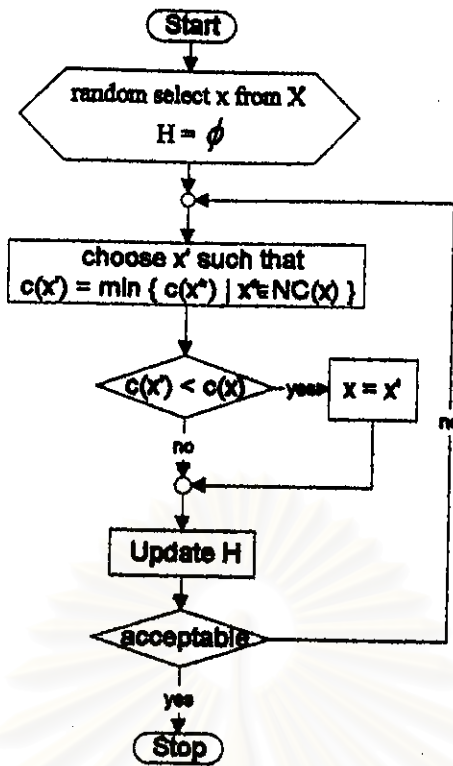 Start
random select x from X
H = ϕ
choose x' such that
c(x') = min { c(x") | x"∈NC(x) }
c(x') < c(x)
yes
x = x'
no
no
Update H
acceptable
yes
Stop